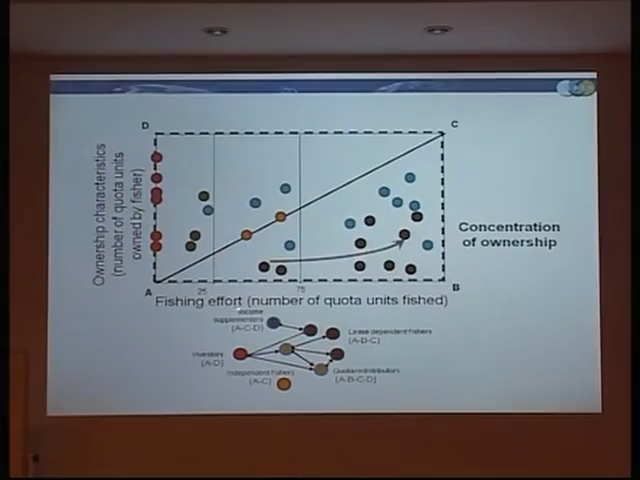 D
C
Ownership characteristics
(number of quota units
owned by fisher)
Concentration
of ownership
A
25
75
B
Fishing effort (number of quota units fished)
Income
supplementers
[A-C-D]
Lease dependent fishers
Investors
[A-D]
Independent fishers
[A-C]
Quota redistributors
[A-B-C-D]